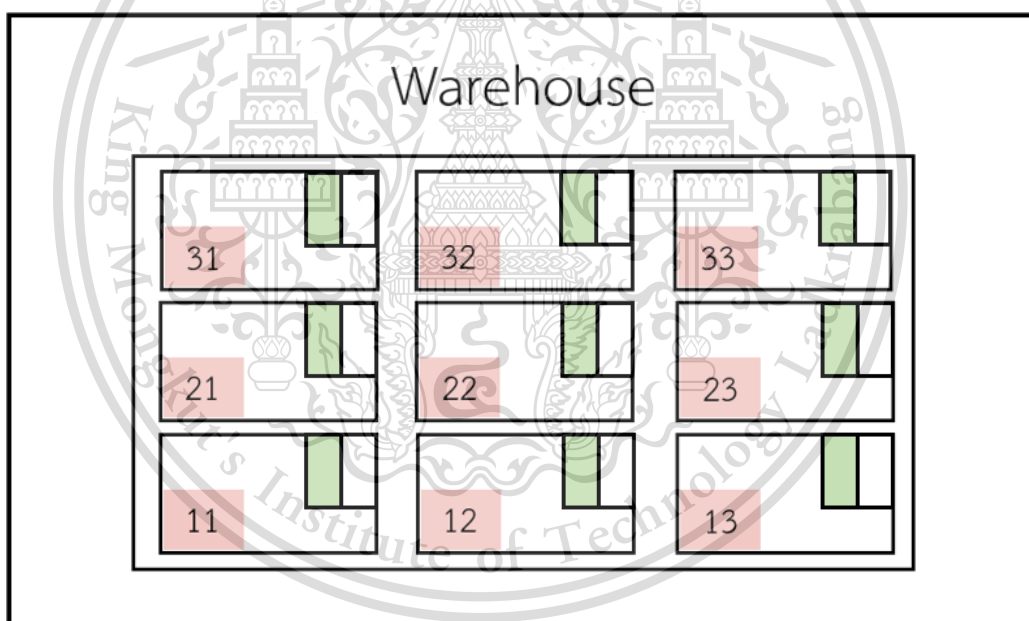 Warehouse
31 32 33
21 22 23
11 12 13
King Mongkut's Institute of Technology Ladkrabang